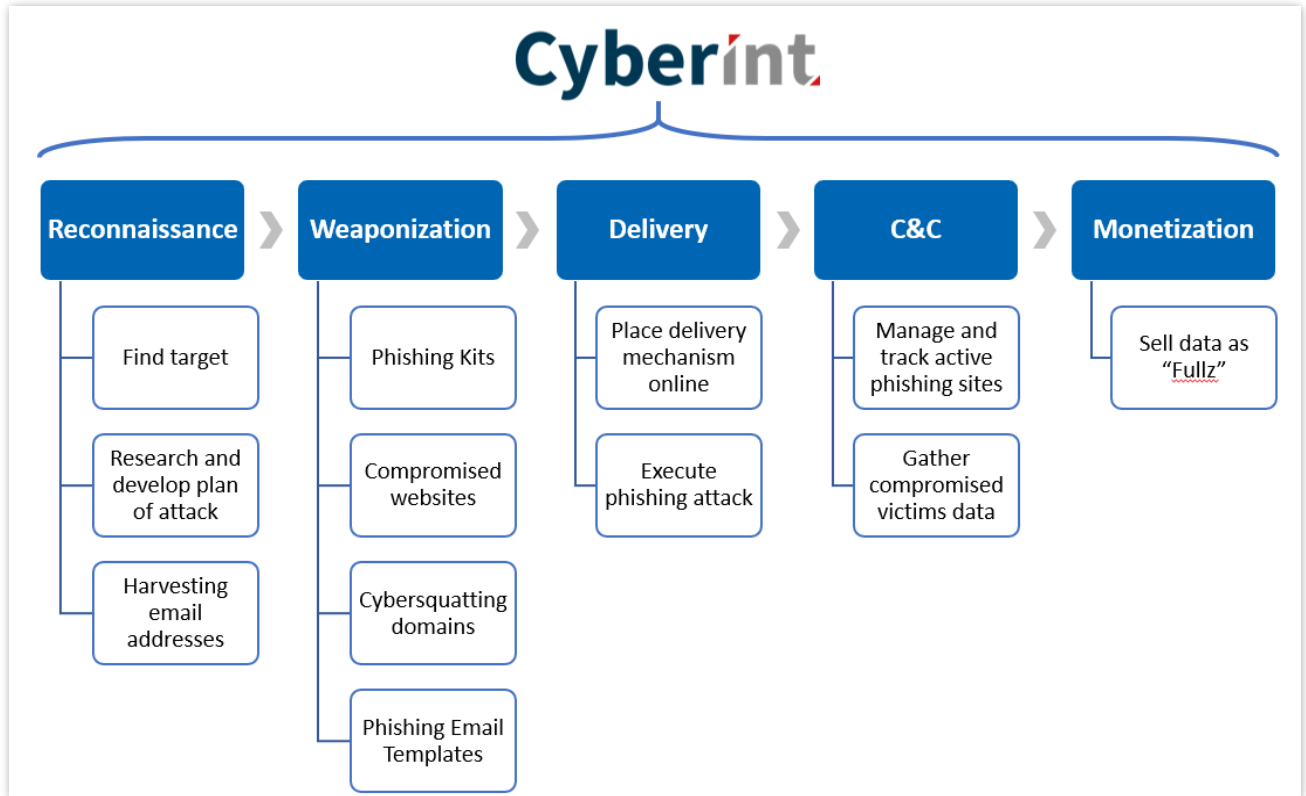 Cyberint
Reconnaissance
Weaponization
Delivery
C&C
Monetization
Find target
Research and
develop plan
of attack
Harvesting
email
addresses
Phishing Kits
Compromised
websites
Cybersquatting
domains
Phishing Email
Templates
Place delivery
mechanism
online
Execute
phishing attack
Manage and
track active
phishing sites
Gather
compromised
victims data
Sell data as
“Fullz”